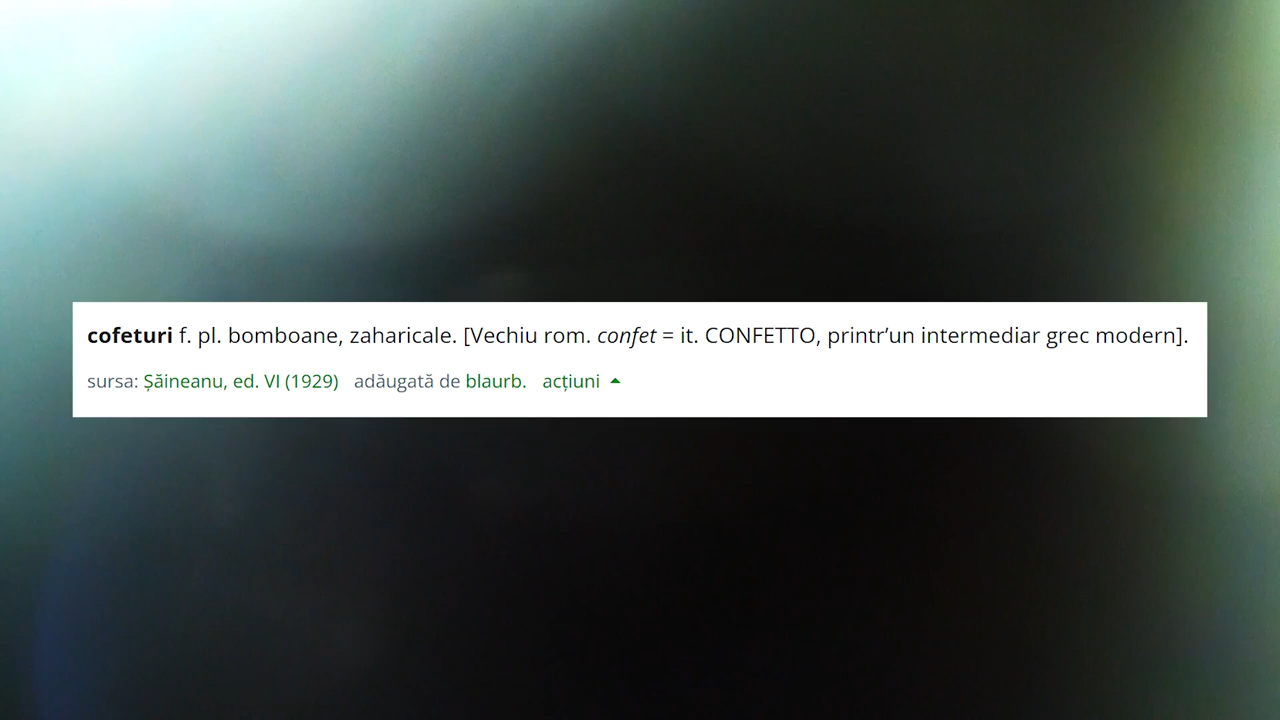 cofeturi f. pl. bomboane, zaharicale. [Vechiu rom. confet = it. CONFETTO, printr’un intermediar grec modern].
sursa: Șăineanu, ed. VI (1929) adăugată de blaurb. acțiuni